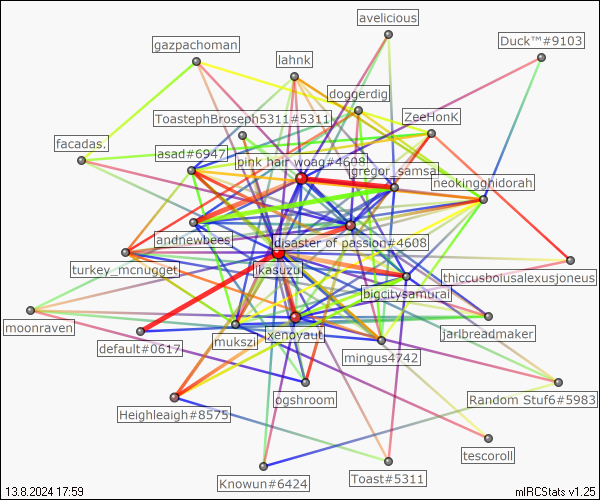 avelicious
Duck™#9103
gazpachoman
lahnk
doggerdig
ToastephBroseph5311#5311
ZeeHonK
facadas.
asad#6947
pink hair woag#4608
gregor_samsa
neokingghidorah
andnewbees
disaster of passion#4608
turkey_mcnugget
jkasuzu
thiccusbolusalexusjoneus
bigcitysamurai
moonraven
default#0617
mukszi
xenoyaut
jarlbreadmaker
mingus4742
Heighleaigh#8575
ogshroom
Random Stuf6#5983
tescoroll
Knowun#6424
Toast#5311
13.8.2024 17:59
mIRCStats v1.25